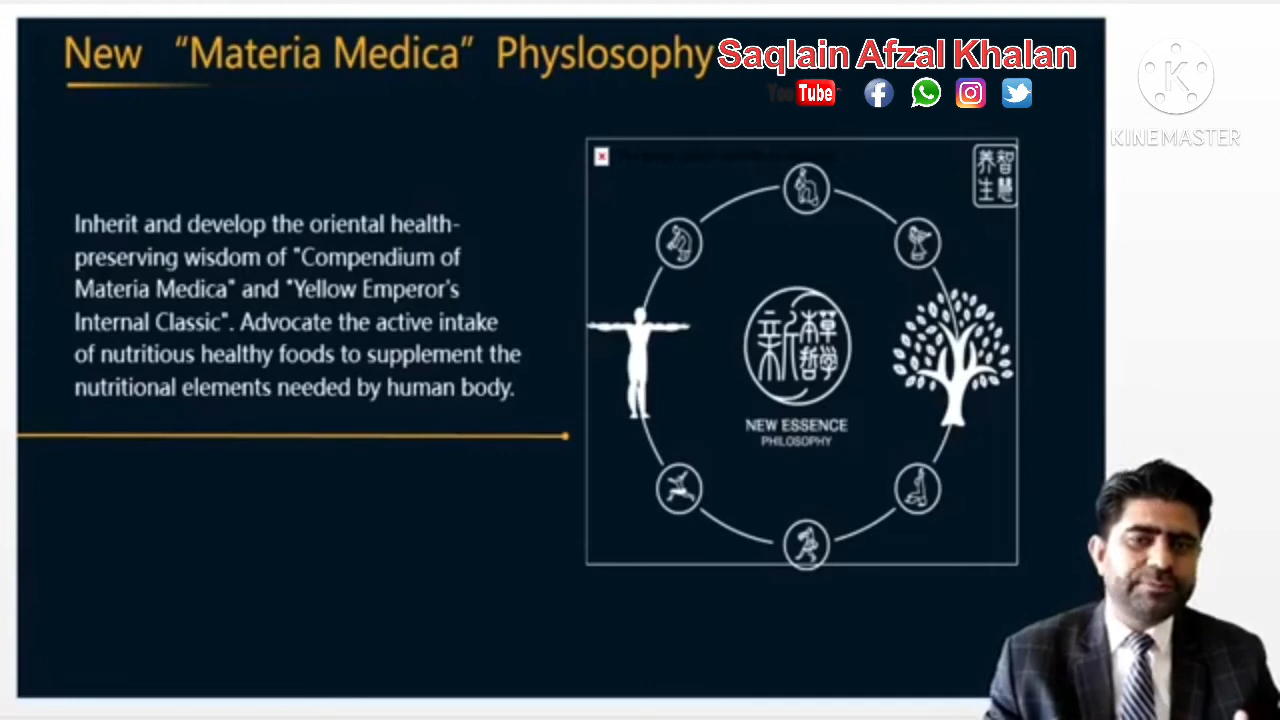 New “Materia Medica” Physlosophy
Saqlain Afzal Khalan
YouTube
K
KINEMASTER
Inherit and develop the oriental health-
preserving wisdom of "Compendium of
Materia Medica" and "Yellow Emperor's
Internal Classic". Advocate the active intake
of nutritious healthy foods to supplement the
nutritional elements needed by human body.
养智
生慧
新本草
哲學
NEW ESSENCE
PHILOSOPHY